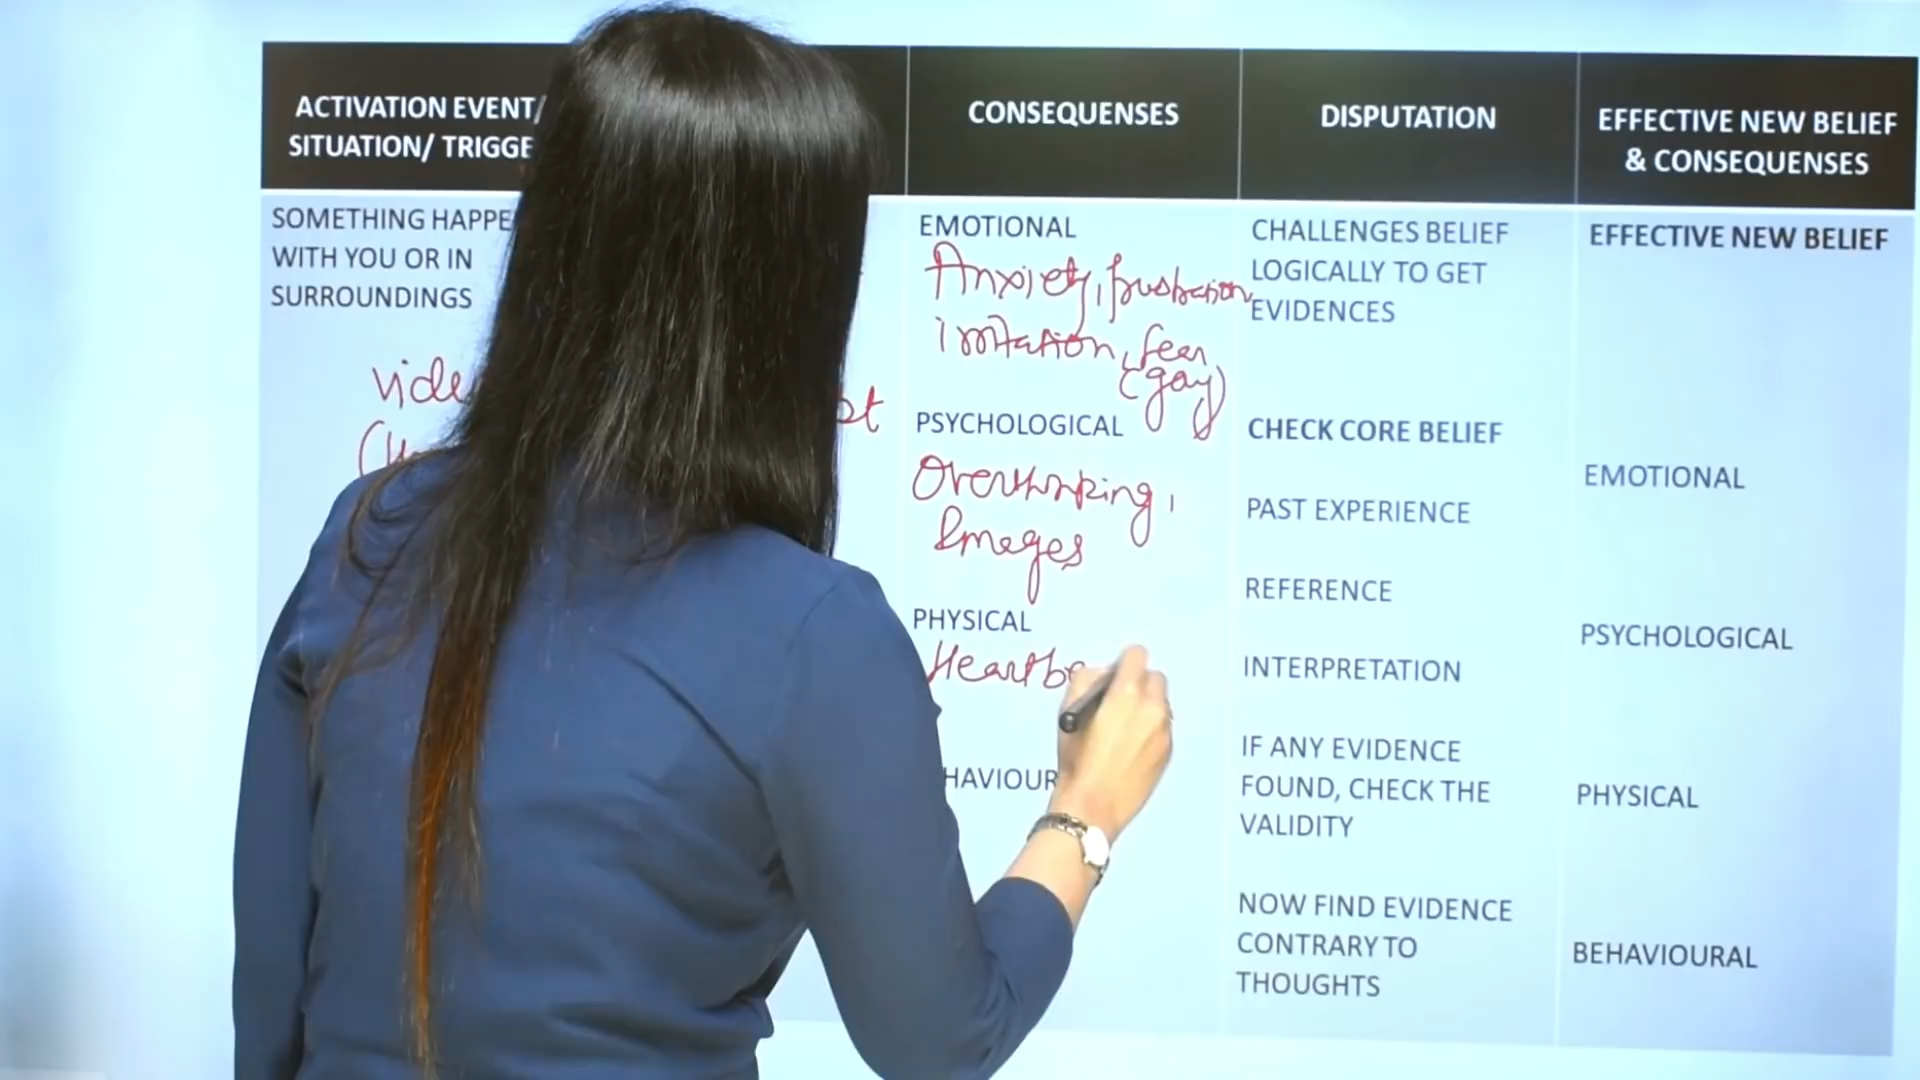 ACTIVATION EVENT/
SITUATION/ TRIGGE
CONSEQUENSES
DISPUTATION
EFFECTIVE NEW BELIEF
& CONSEQUENSES
SOMETHING HAPPE
WITH YOU OR IN
SURROUNDINGS
vide
EMOTIONAL
Anxiety, frustration
irritation, fear
(gay)
PSYCHOLOGICAL
Overthinking,
Images
PHYSICAL
Heartbe
HAVIOUR
CHALLENGES BELIEF
LOGICALLY TO GET
EVIDENCES
CHECK CORE BELIEF
PAST EXPERIENCE
REFERENCE
INTERPRETATION
IF ANY EVIDENCE
FOUND, CHECK THE
VALIDITY
NOW FIND EVIDENCE
CONTRARY TO
THOUGHTS
EFFECTIVE NEW BELIEF
EMOTIONAL
PSYCHOLOGICAL
PHYSICAL
BEHAVIOURAL